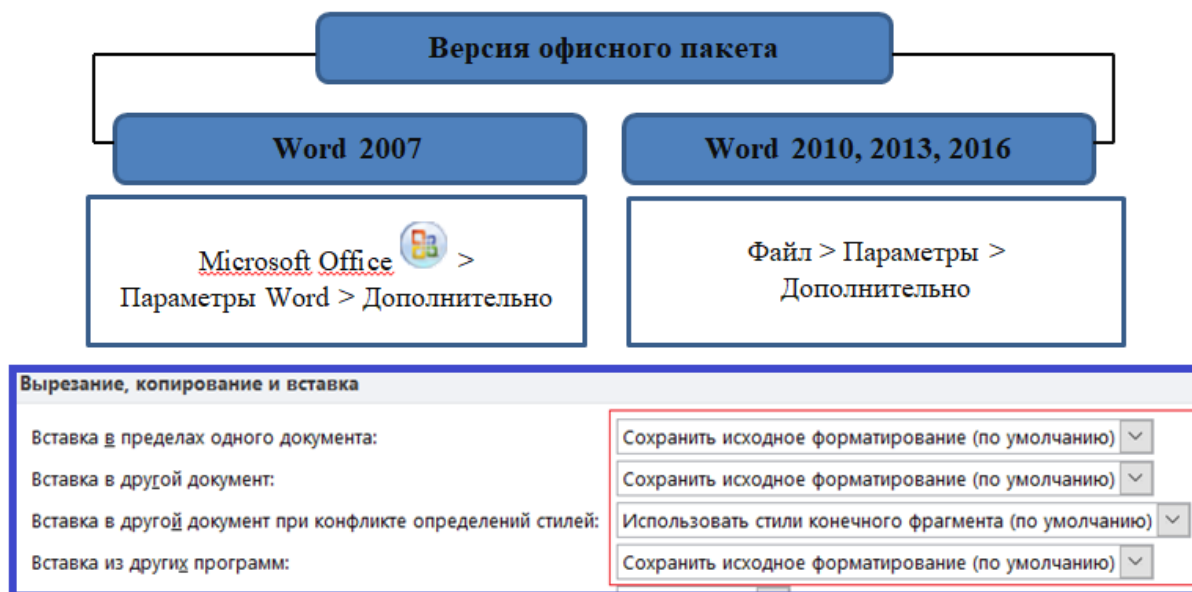 Версия офисного пакета
Word 2007
Word 2010, 2013, 2016
Microsoft Office >
Параметры Word > Дополнительно
Файл > Параметры >
Дополнительно
Вырезание, копирование и вставка
Вставка в пределах одного документа: Сохранить исходное форматирование (по умолчанию)
Вставка в другой документ: Сохранить исходное форматирование (по умолчанию)
Вставка в другой документ при конфликте определений стилей: Использовать стили конечного фрагмента (по умолчанию)
Вставка из других программ: Сохранить исходное форматирование (по умолчанию)